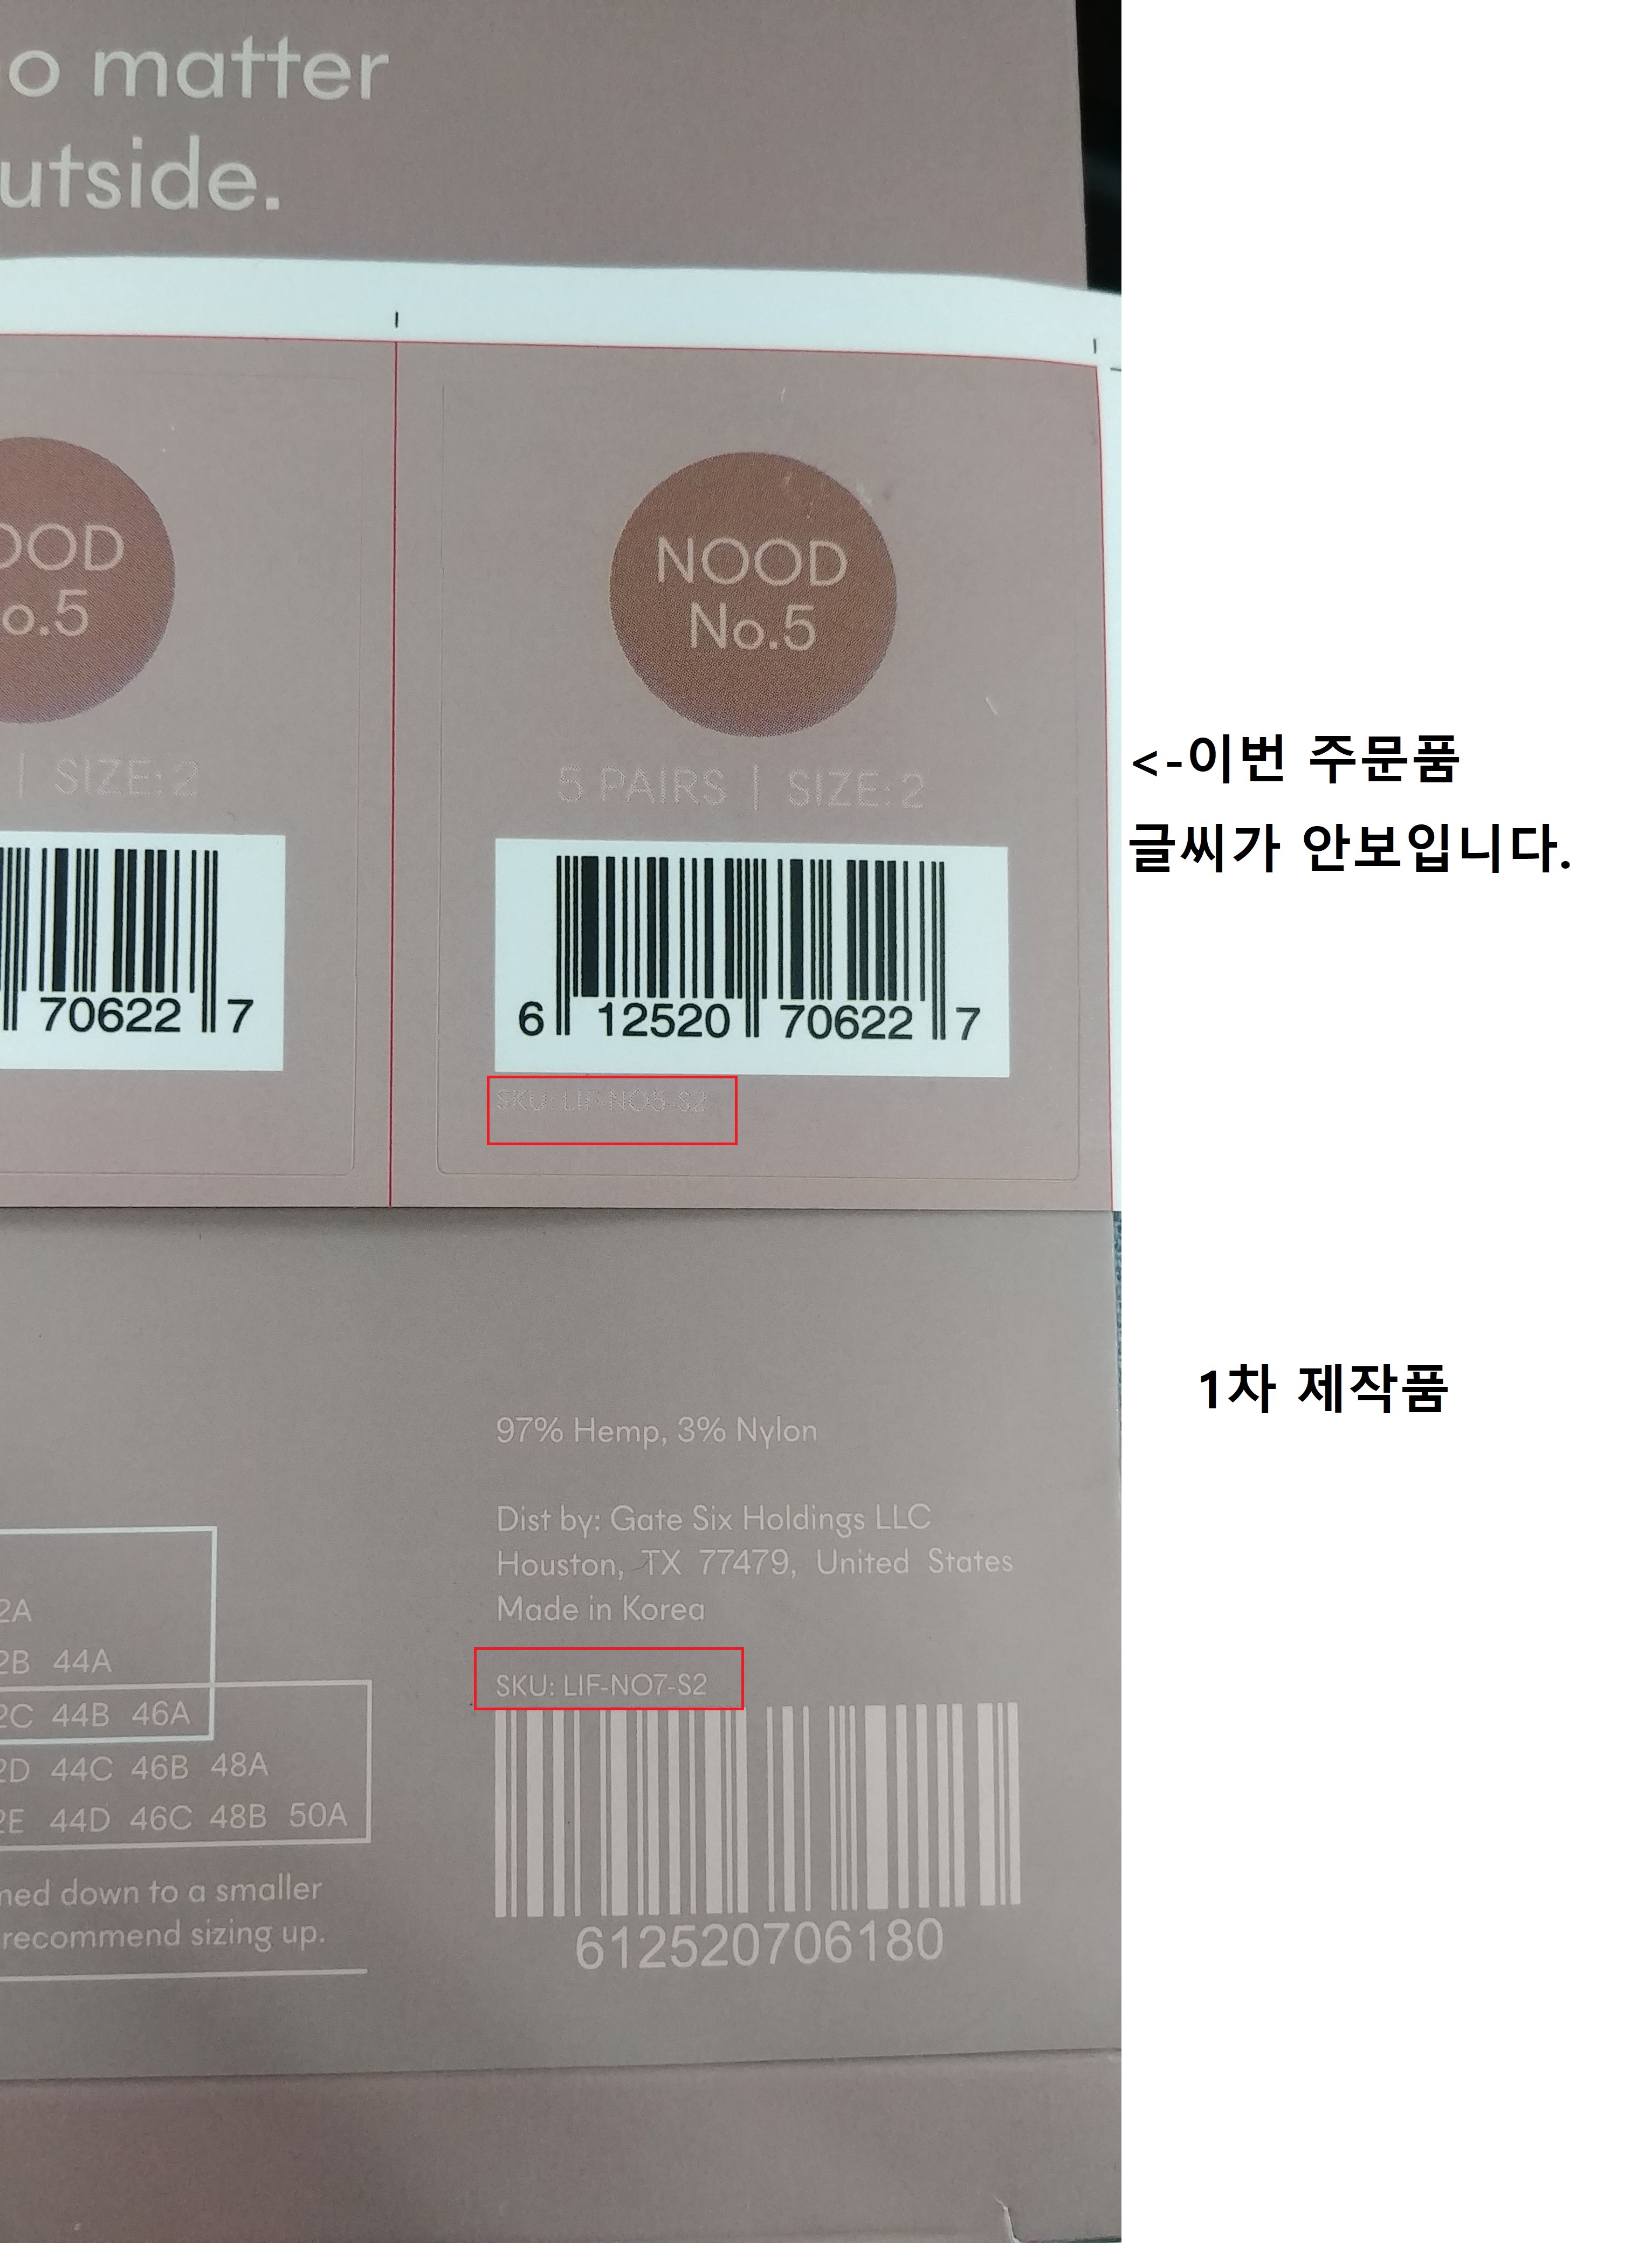 o matter
utside.
OOD
o.5
| SIZE: 2
70622 7
NOOD
No.5
5 PAIRS | SIZE: 2
6 12520 70622 7
SKU: LIF-NO5-S2
<-이번 주문품
글씨가 안보입니다.
1차 제작품
97% Hemp, 3% Nylon
Dist by: Gate Six Holdings LLC
Houston, TX 77479, United States
Made in Korea
SKU: LIF-NO7-S2
612520706180
2A
2B 44A
2C 44B 46A
2D 44C 46B 48A
2E 44D 46C 48B 50A
ned down to a smaller
recommend sizing up.